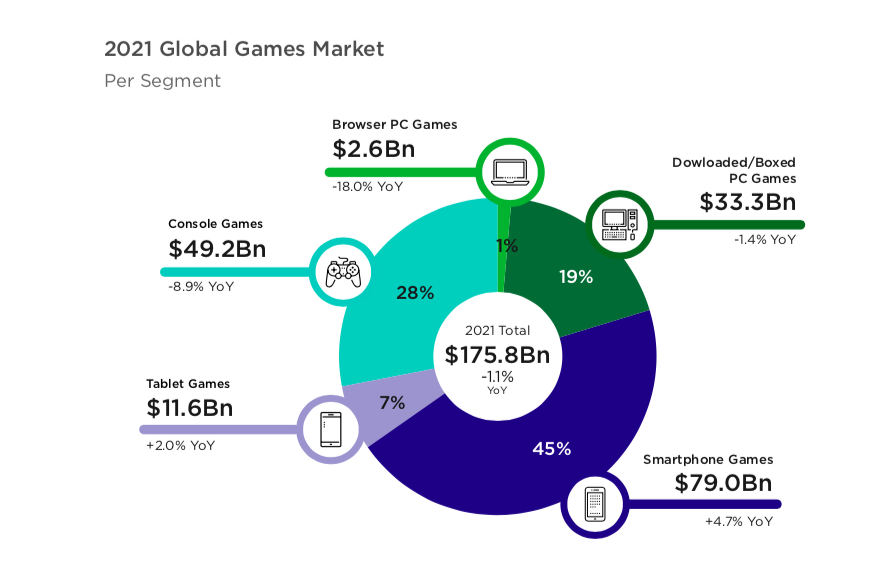 2021 Global Games Market
Per Segment
Browser PC Games
$2.6Bn
-18.0% YoY
Dowloaded/Boxed
PC Games
$33.3Bn
-1.4% YoY
Console Games
$49.2Bn
-8.9% YoY
1%
19%
28%
2021 Total
$175.8Bn
-1.1%
YoY
Tablet Games
$11.6Bn
+2.0% YoY
7%
45%
Smartphone Games
$79.0Bn
+4.7% YoY